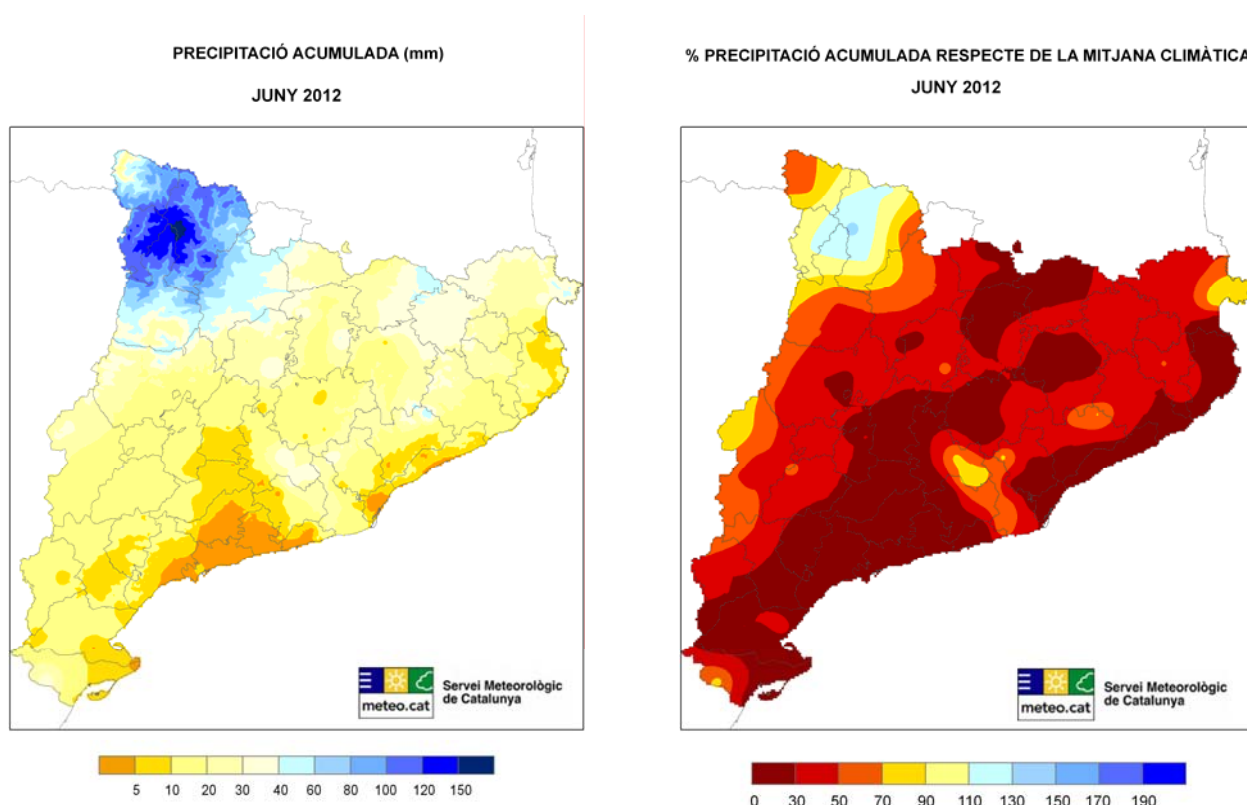 PRECIPITACIÓ ACUMULADA (mm)
JUNY 2012
Servei Meteorològic
de Catalunya
meteo.cat
5 10 20 30 40 60 80 100 120 150
% PRECIPITACIÓ ACUMULADA RESPECTE DE LA MITJANA CLIMÀTICA
JUNY 2012
Servei Meteorològic
de Catalunya
meteo.cat
0 30 50 70 90 110 130 150 170 190